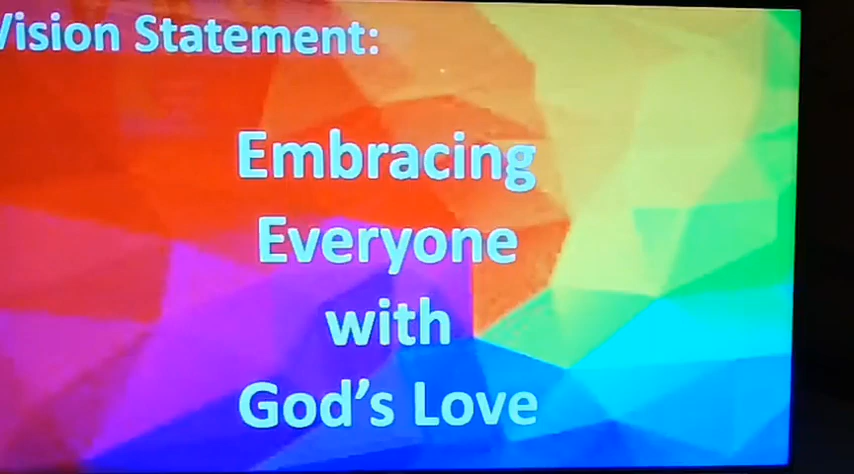 Vision Statement:
Embracing
Everyone
with
God's Love